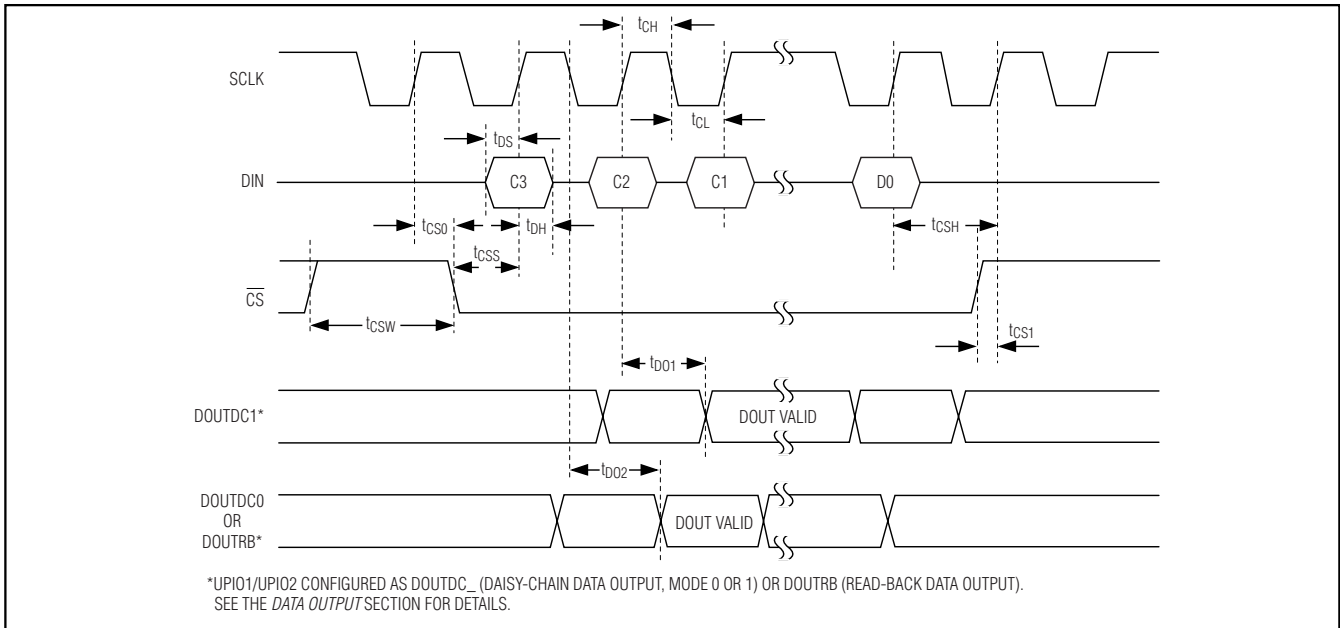 tCH
SCLK
tCL
tDS
DIN
C3
C2
C1
D0
tCS0
tDH
tCSH
tCSS
CS
tCSW
tCS1
tDO1
DOUTDC1*
DOUT VALID
tDO2
DOUTDC0
OR
DOUTRB*
DOUT VALID
*UPIO1/UPIO2 CONFIGURED AS DOUTDC_ (DAISY-CHAIN DATA OUTPUT, MODE 0 OR 1) OR DOUTRB (READ-BACK DATA OUTPUT).
SEE THE DATA OUTPUT SECTION FOR DETAILS.